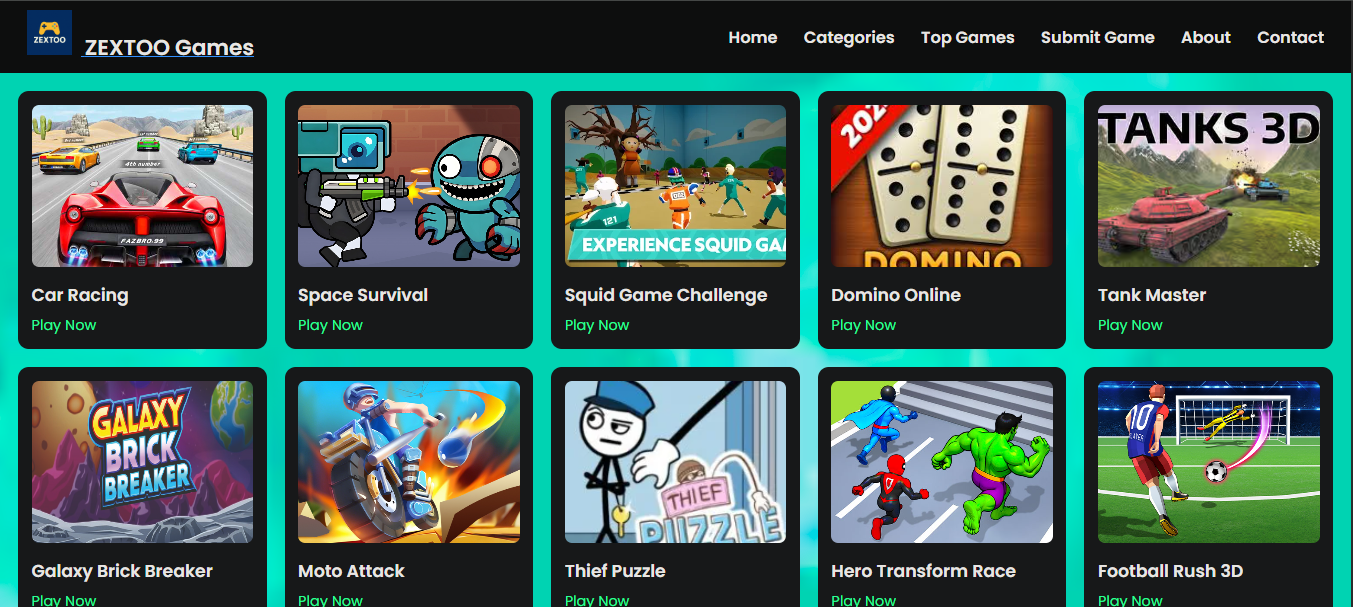 ZEXTOO
ZEXTOO Games
Home Categories Top Games Submit Game About Contact
4th number
FAZBRO.99
121
EXPERIENCE SQUID GA
202
DOMINO
TANKS 3D
Car Racing
Play Now
Space Survival
Play Now
Squid Game Challenge
Play Now
Domino Online
Play Now
Tank Master
Play Now
GALAXY
BRICK
BREAKER
THIEF
PUZZLE
10
PLAYER
Galaxy Brick Breaker
Play Now
Moto Attack
Play Now
Thief Puzzle
Play Now
Hero Transform Race
Play Now
Football Rush 3D
Play Now